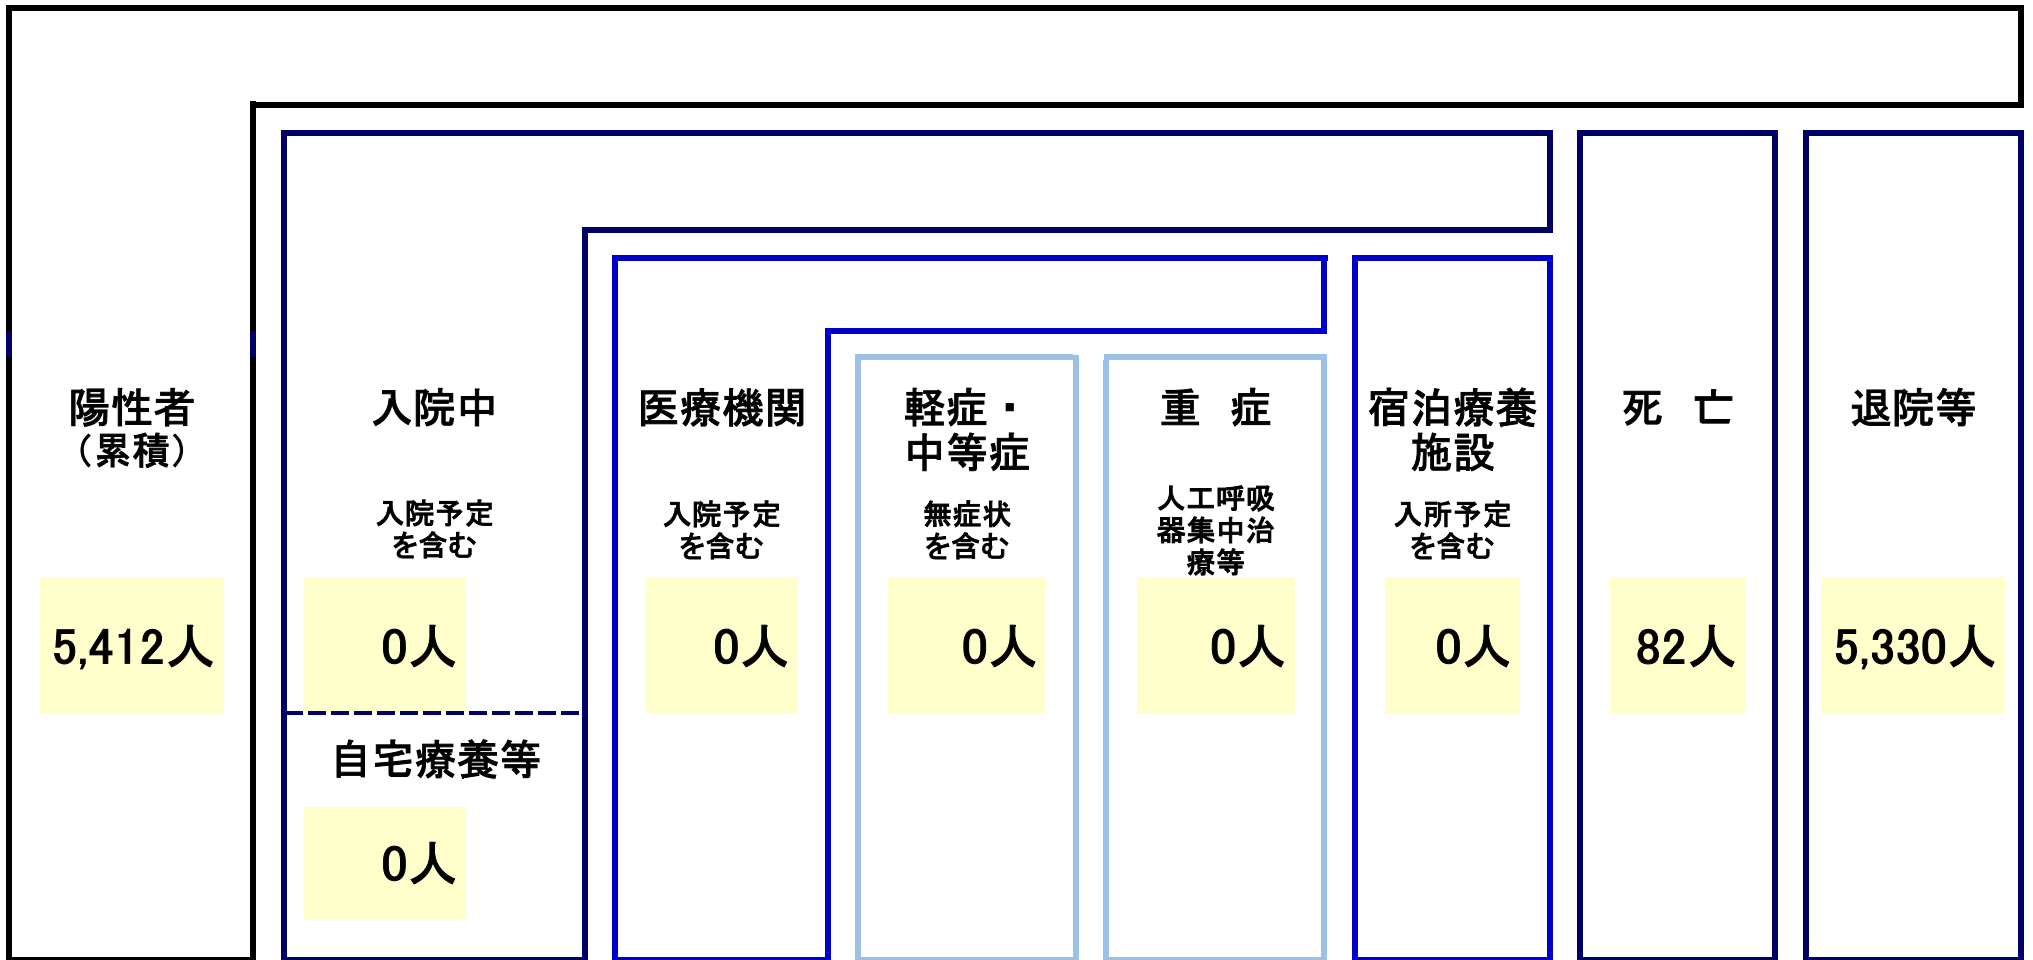 陽性者
（累積）
5,412人
入院中
入院予定
を含む
0人
自宅療養等
0人
医療機関
入院予定
を含む
0人
軽症・
中等症
無症状
を含む
0人
重　症
人工呼吸
器集中治
療等
0人
宿泊療養
施設
入所予定
を含む
0人
死　亡
82人
退院等
5,330人